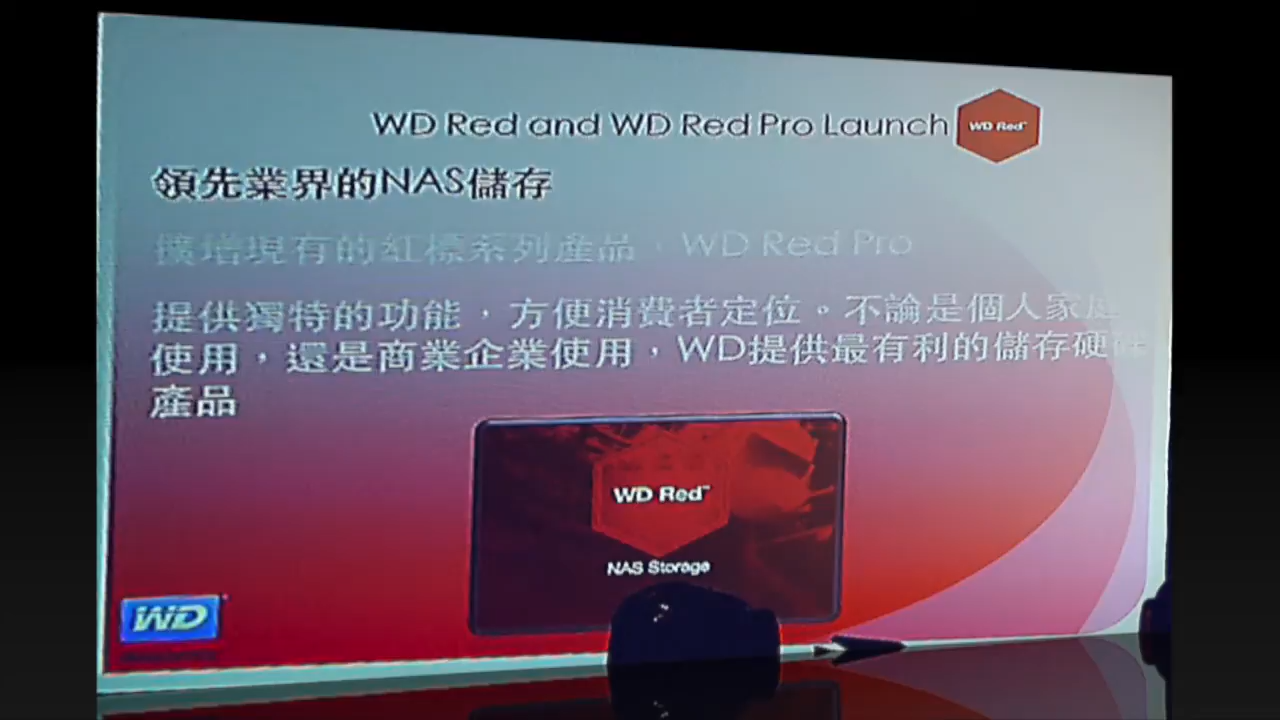 WD Red and WD Red Pro Launch
WD Red™
領先業界的NAS儲存
擴增現有的紅標系列產品，WD Red Pro
提供獨特的功能，方便消費者定位。不論是個人家庭
使用，還是商業企業使用，WD提供最有利的儲存硬碟
產品
WD Red™
NAS Storage
WD